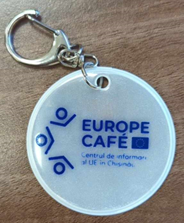 EUROPE
CAFÉ
Centrul de informare
al UE în Chișinău